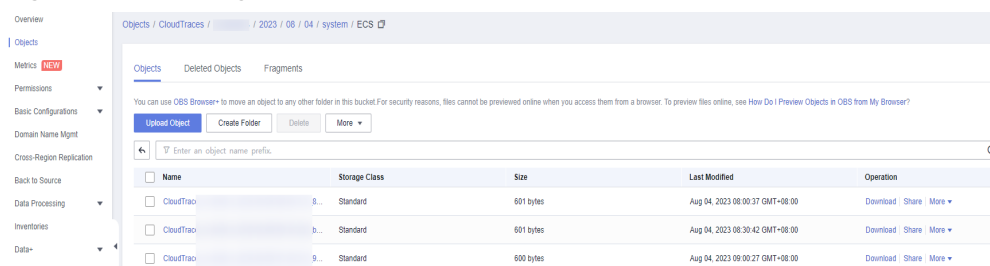 Overview
Objects
Metrics NEW
Permissions
Basic Configurations
Domain Name Mgmt
Cross-Region Replication
Back to Source
Data Processing
Inventories
Data+
Objects / CloudTraces / / 2023 / 08 / 04 / system / ECS
Objects Deleted Objects Fragments
You can use OBS Browser+ to move an object to any other folder in this bucket.For security reasons, files cannot be previewed online when you access them from a browser. To preview files online, see How Do I Preview Objects in OBS from My Browser?
Upload Object Create Folder Delete More
Enter an object name prefix.
Name Storage Class Size Last Modified Operation
CloudTrac 8... Standard 601 bytes Aug 04, 2023 08:00:37 GMT+08:00 Download Share More
CloudTrac b... Standard 601 bytes Aug 04, 2023 08:30:42 GMT+08:00 Download Share More
CloudTrac 9... Standard 600 bytes Aug 04, 2023 09:00:27 GMT+08:00 Download Share More